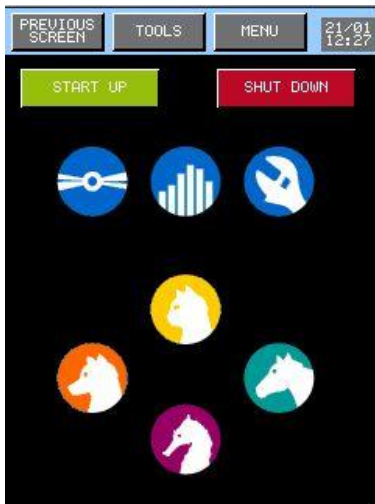 PREVIOUS
SCREEN
TOOLS
MENU
21/01
12:27
START UP
SHUT DOWN